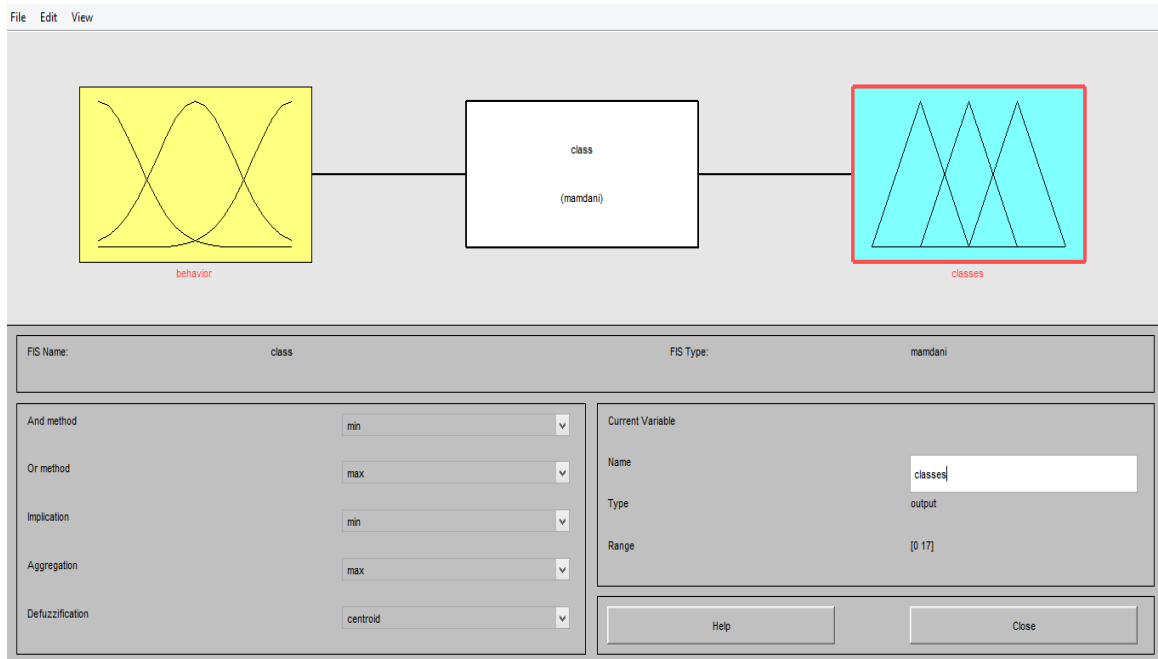 File Edit View
class
(mamdani)
behavior
classes
FIS Name: class FIS Type: mamdani
And method min
Or method max
Implication min
Aggregation max
Defuzzification centroid
Current Variable
Name classes
Type output
Range [0 17]
Help Close